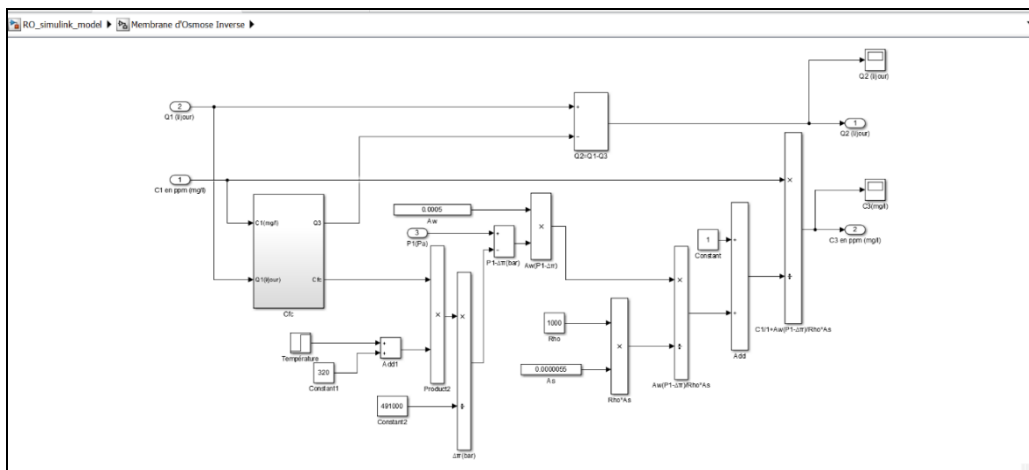 RO_simulink_model ▶ Membrane d'Osmose Inverse ▶
Q2 (l/jour)
2
Q1 (l/jour)
+
−
Q2=Q1-Q3
1
Q2 (l/jour)
1
C1 en ppm (mg/l)
C3(mg/l)
2
C3 en ppm (mg/l)
C1(mg/l)
Q3
Q1(l/jour)
Cfc
Cfc
0.0005
Aw
3
P1(Pa)
+
−
P1-Δπ(bar)
×
Aw(P1-Δπ)
1
Constant
+
+
Add
×
÷
C1/1+Aw(P1-Δπ)/Rho*As
Température
320
Constant1
+
+
Add1
×
Product2
491000
Constant2
×
÷
Δπ(bar)
1000
Rho
0.0000055
As
×
Rho*As
×
÷
Aw(P1-Δπ)/Rho*As